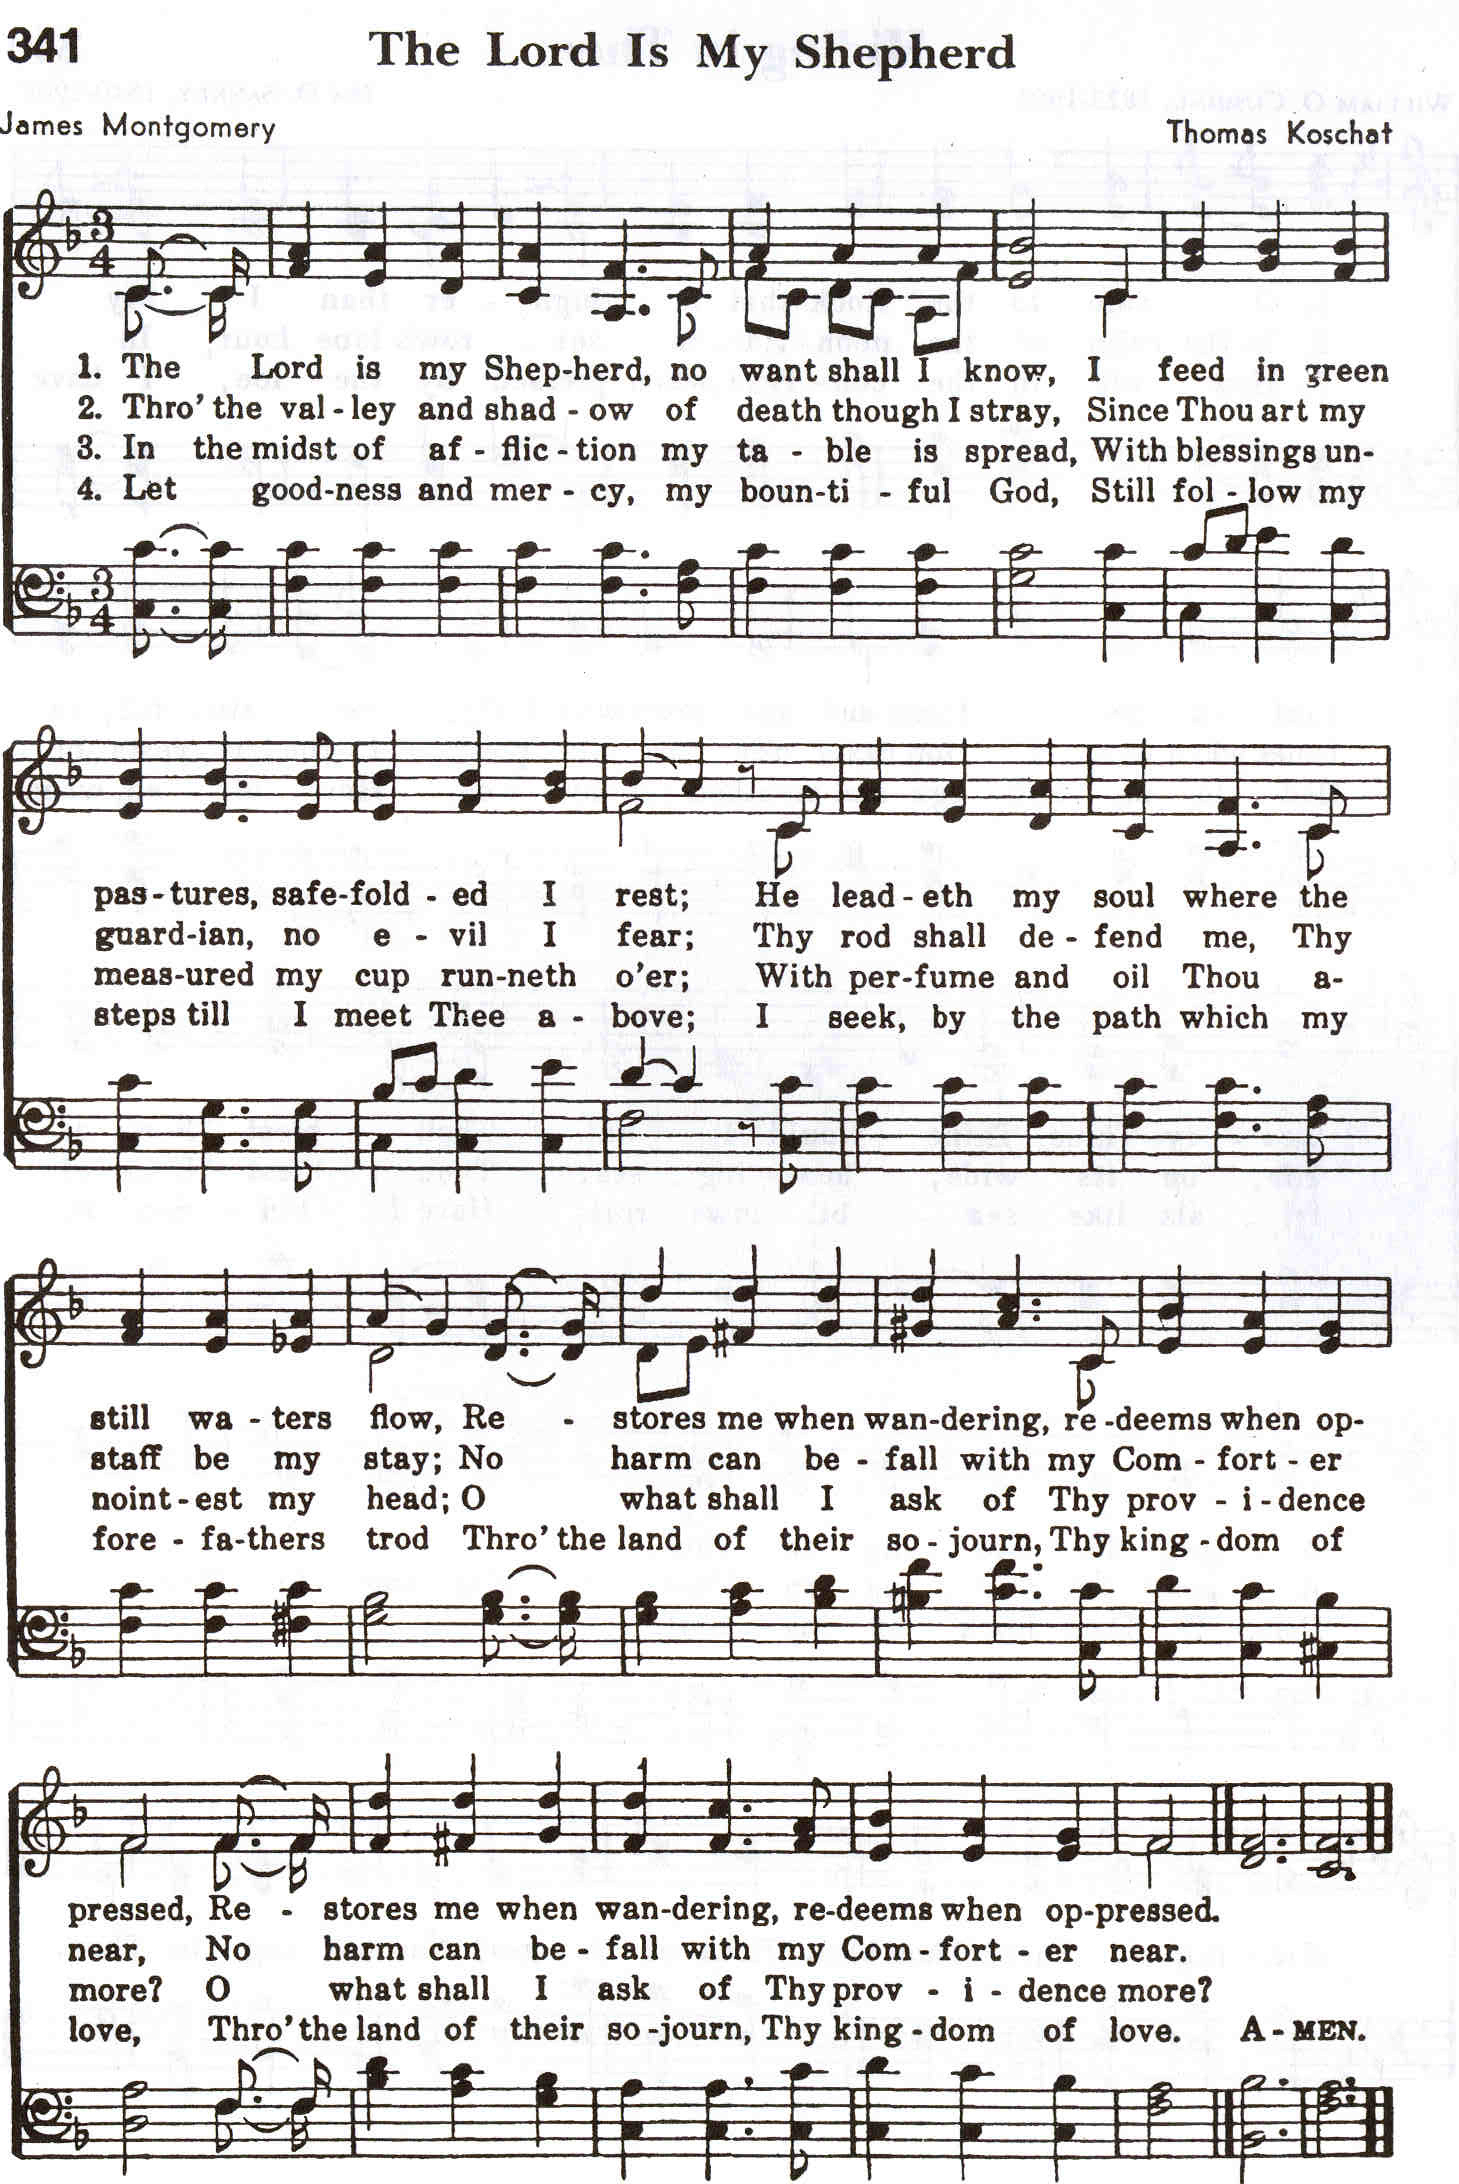 341
The Lord Is My Shepherd
James Montgomery
Thomas Koschat
3
4
1. The Lord is my Shep-herd, no want shall I know, I feed in green
2. Thro' the val-ley and shad-ow of death though I stray, Since Thou art my
3. In the midst of af-flic-tion my ta-ble is spread, With blessings un-
4. Let good-ness and mer-cy, my boun-ti-ful God, Still fol-low my
3
4
pas-tures, safe-fold-ed I rest; He lead-eth my soul where the
guard-ian, no e-vil I fear; Thy rod shall de-fend me, Thy
meas-ured my cup run-neth o'er; With per-fume and oil Thou a-
steps till I meet Thee a-bove; I seek, by the path which my
still wa-ters flow, Re - stores me when wan-dering, re-deems when op-
staff be my stay; No harm can be-fall with my Com-fort-er
noint-est my head; O what shall I ask of Thy prov-i-dence
fore-fa-thers trod Thro' the land of their so-journ, Thy king-dom of
pressed, Re - stores me when wan-dering, re-deems when op-pressed.
near, No harm can be-fall with my Com-fort-er near.
more? O what shall I ask of Thy prov-i-dence more?
love, Thro' the land of their so-journ, Thy king-dom of love. A-MEN.